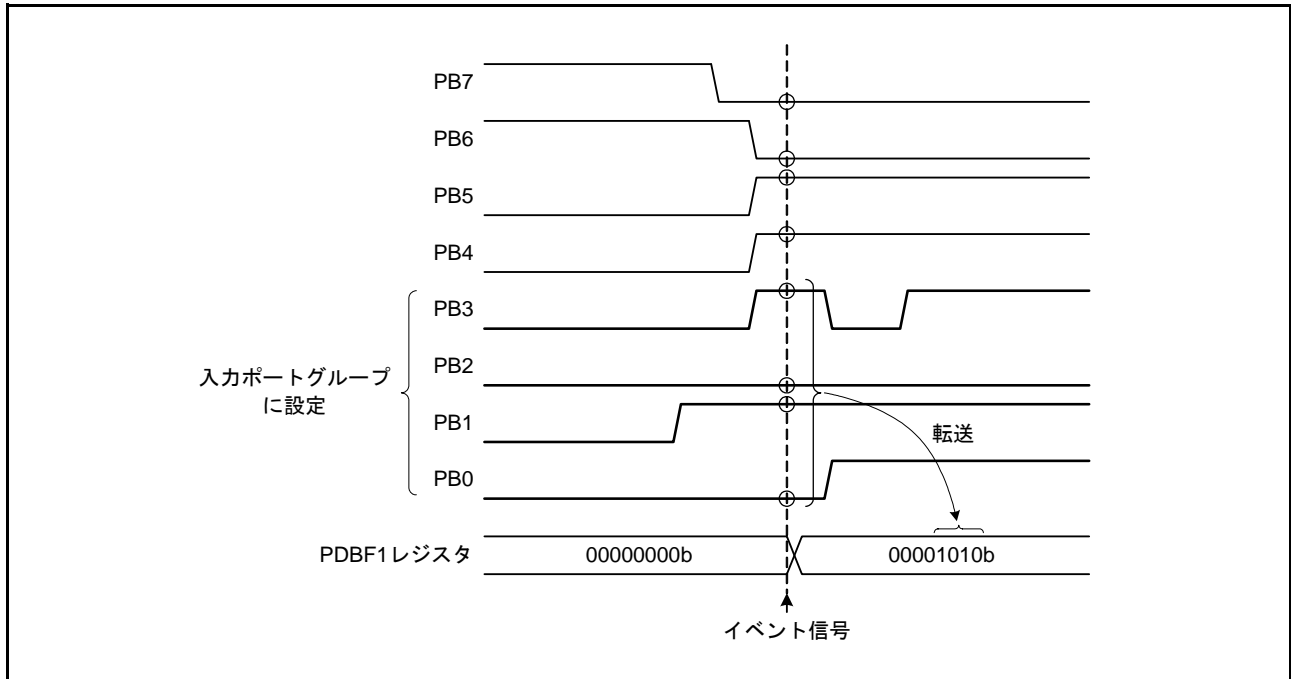 PB7
PB6
PB5
PB4
PB3
PB2
PB1
PB0
入力ポートグループ
に設定
転送
PDBF1レジスタ
00000000b
00001010b
イベント信号